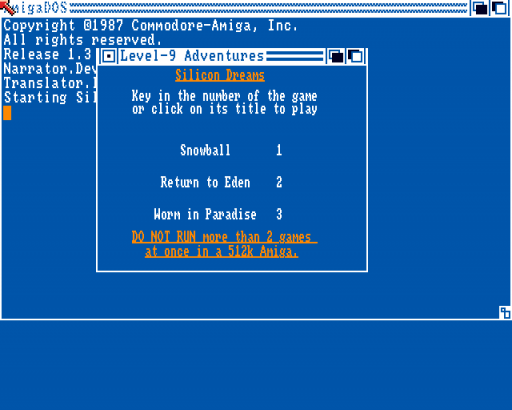 AmigaDOS
Copyright ©1987 Commodore-Amiga, Inc.
All rights reserved.
Release 1.3
Narrator.Dev
Translator.
Starting Sil
Level-9 Adventures
Silicon Dreams
Key in the number of the game
or click on its title to play
Snowball 1
Return to Eden 2
Worm in Paradise 3
DO NOT RUN more than 2 games
at once in a 512k Amiga.